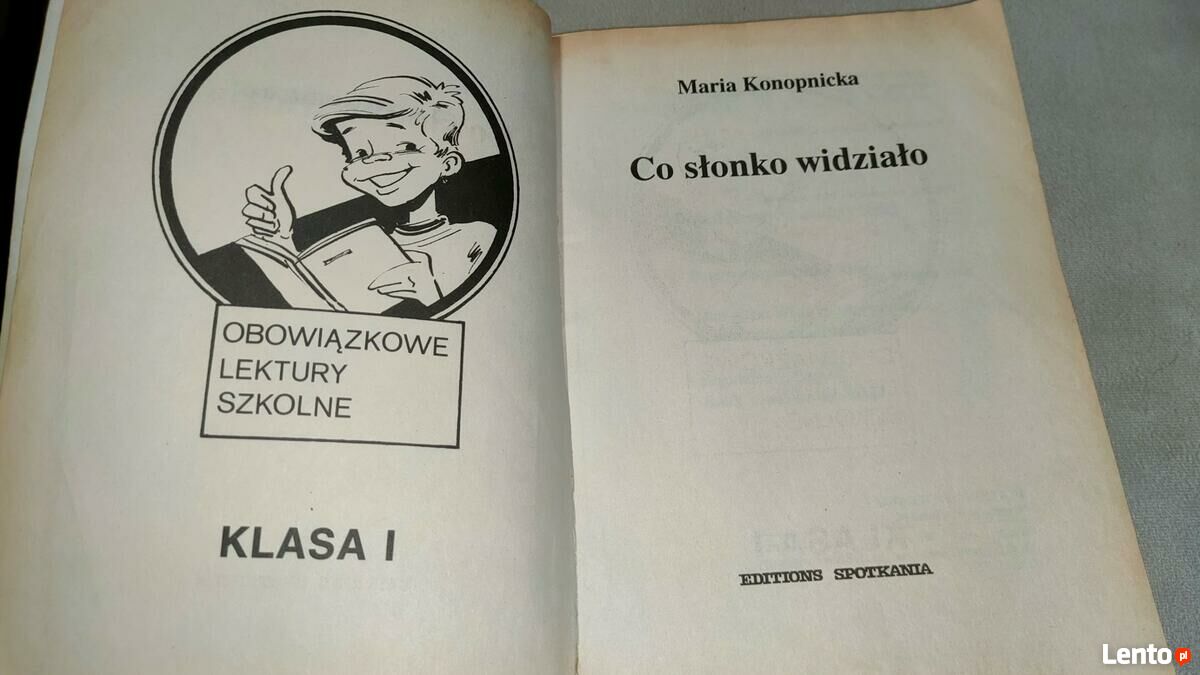 OBOWIĄZKOWE
LEKTURY
SZKOLNE
KLASA I
Maria Konopnicka
Co słonko widziało
EDITIONS SPOTKANIA
Lento.pl